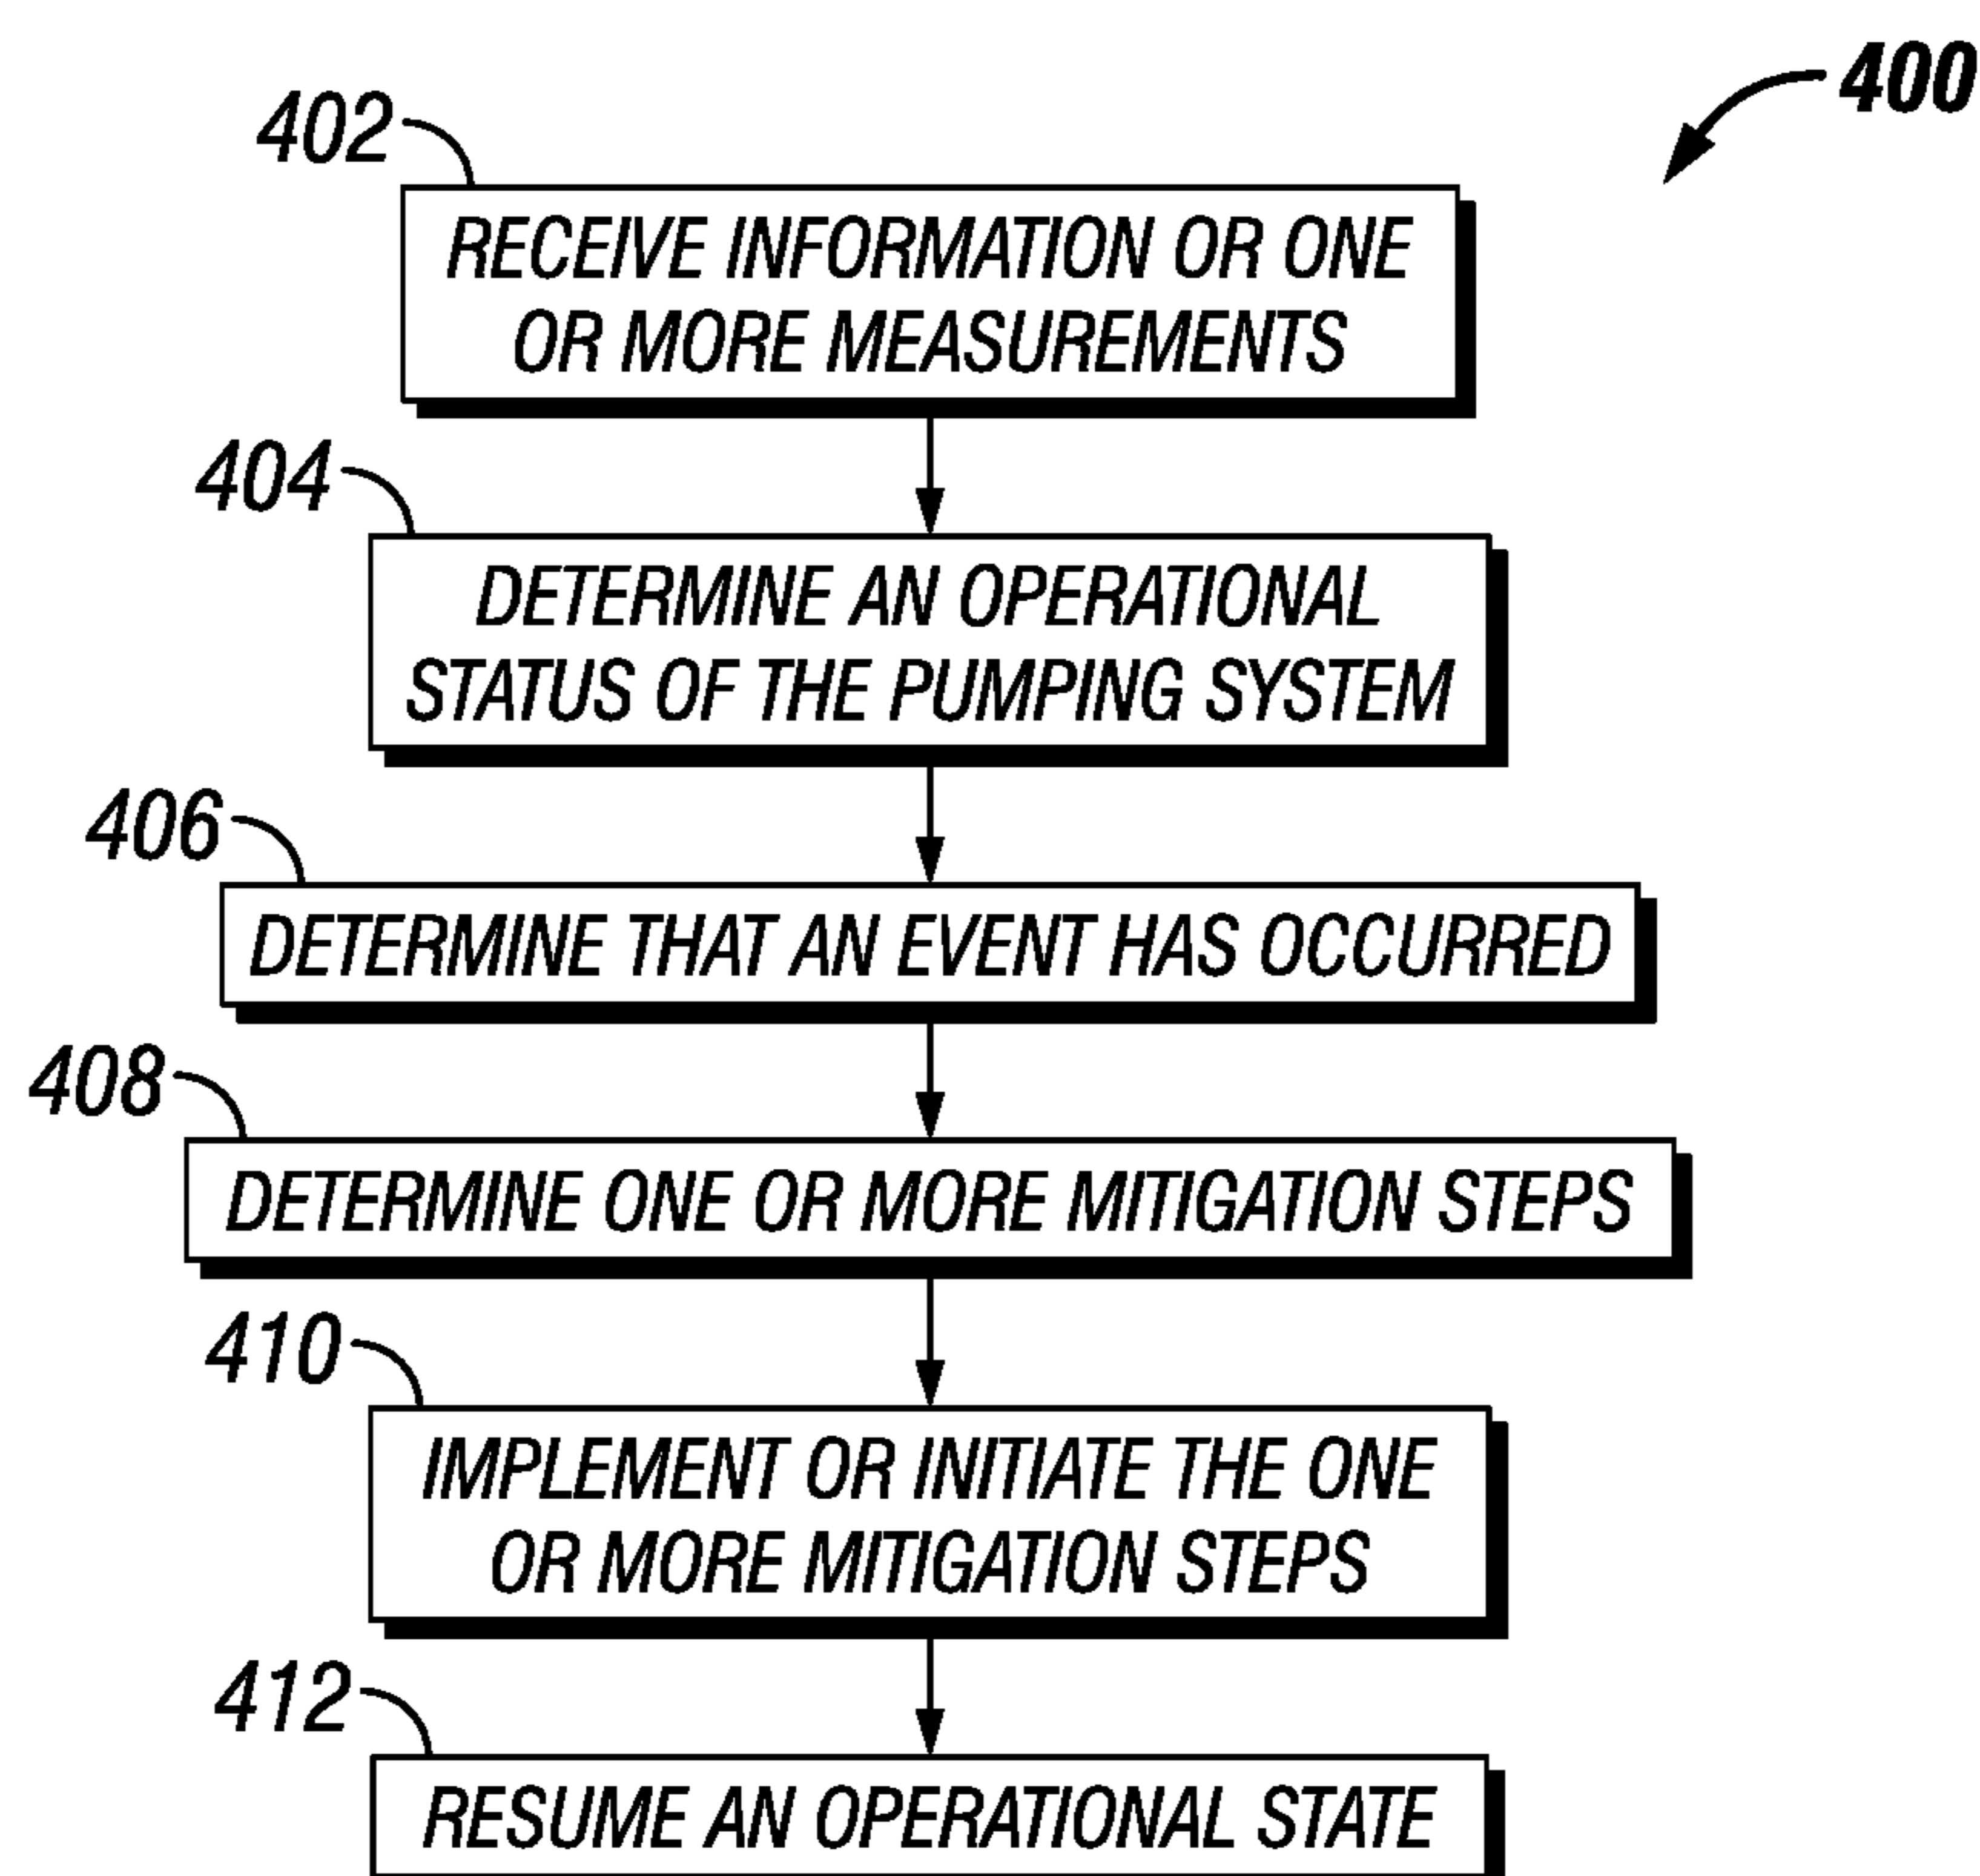 400
402
RECEIVE INFORMATION OR ONE
OR MORE MEASUREMENTS
404
DETERMINE AN OPERATIONAL
STATUS OF THE PUMPING SYSTEM
406
DETERMINE THAT AN EVENT HAS OCCURRED
408
DETERMINE ONE OR MORE MITIGATION STEPS
410
IMPLEMENT OR INITIATE THE ONE
OR MORE MITIGATION STEPS
412
RESUME AN OPERATIONAL STATE